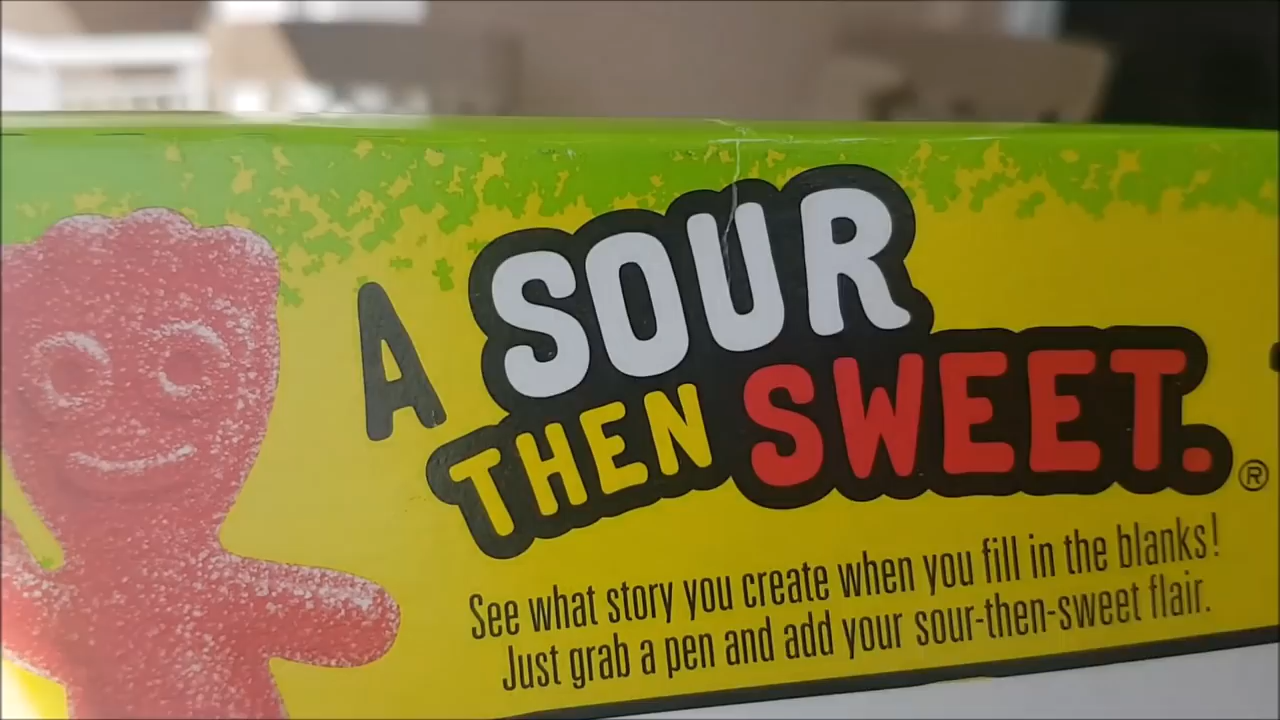 A SOUR
THEN SWEET.®
See what story you create when you fill in the blanks!
Just grab a pen and add your sour-then-sweet flair.